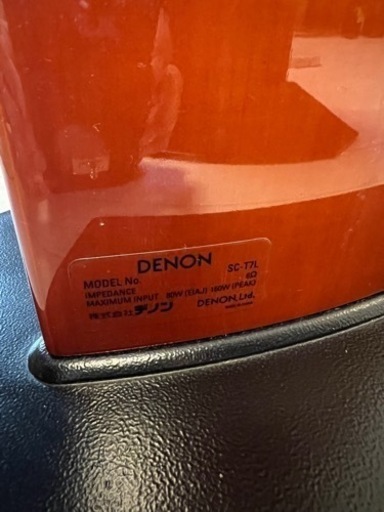 DENON
MODEL No. SC-T7L
IMPEDANCE 6Ω
MAXIMUM INPUT 80W (EIAJ) 160W (PEAK)
株式会社 デノン DENON, Ltd.